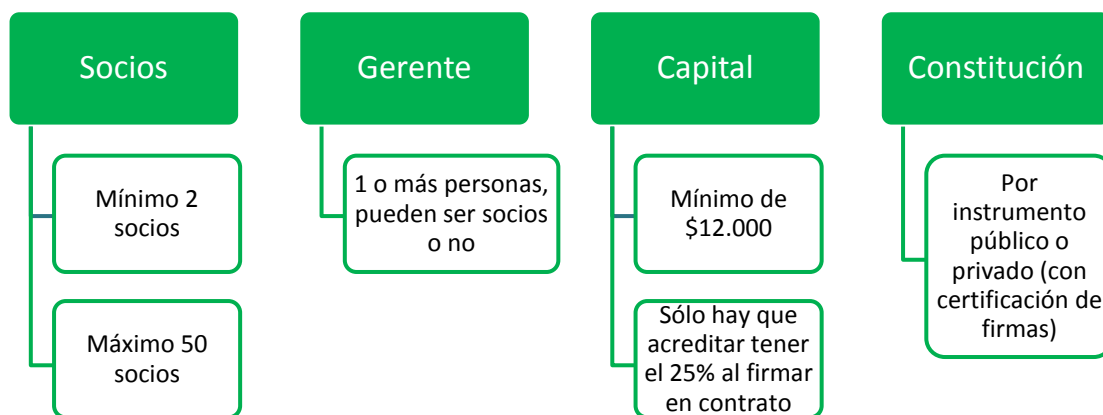 Socios
Mínimo 2
socios
Máximo 50
socios
Gerente
1 o más personas,
pueden ser socios
o no
Capital
Mínimo de
$12.000
Sólo hay que
acreditar tener
el 25% al firmar
en contrato
Constitución
Por
instrumento
público o
privado (con
certificación de
firmas)